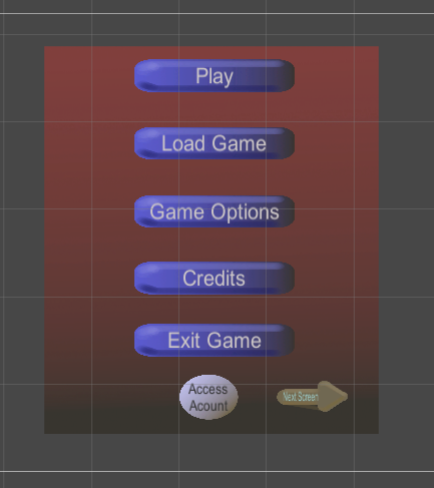 Play
Load Game
Game Options
Credits
Exit Game
Access
Acount
Next Screen